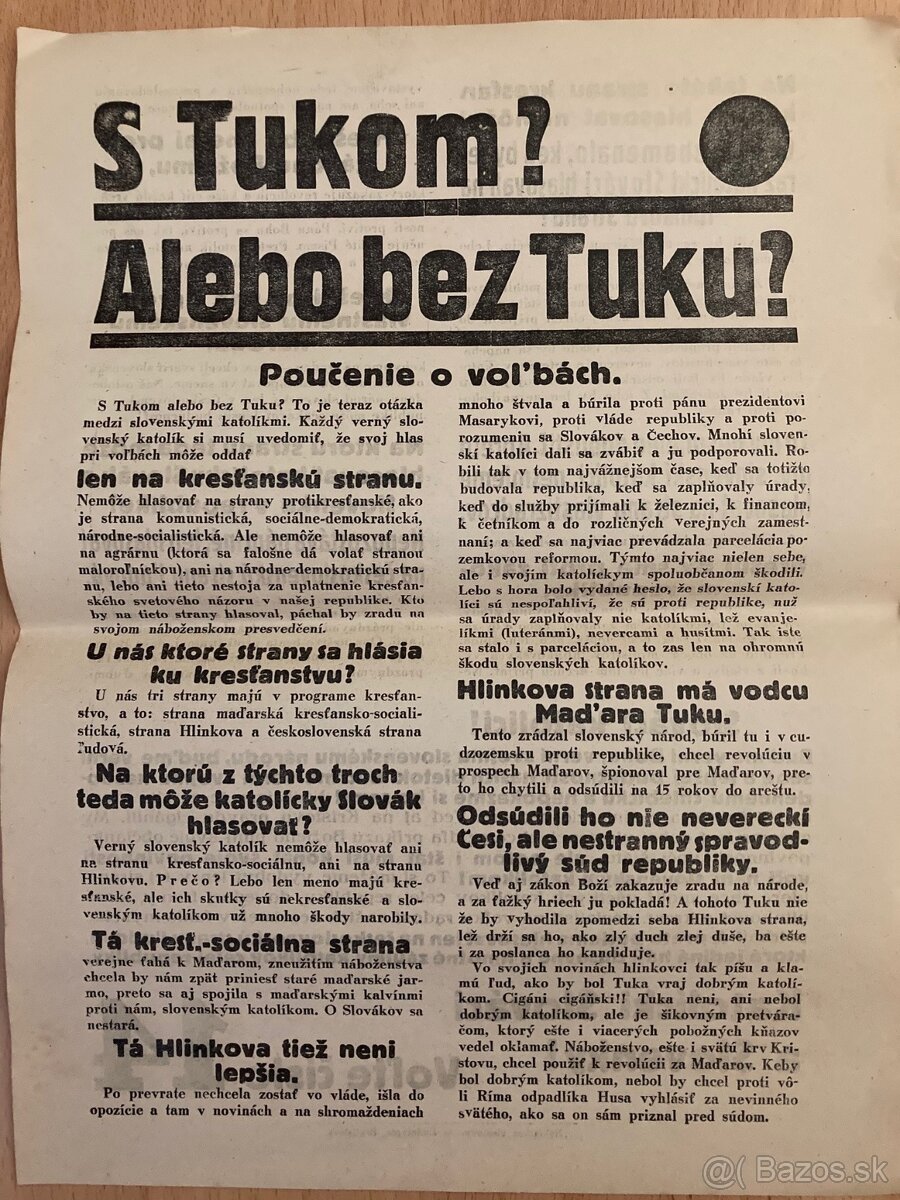 S Tukom?
Alebo bez Tuku?
Poučenie o voľbách.
S Tukom alebo bez Tuku? To je teraz otázka
medzi slovenskými katolíkmi. Každý verný slo-
venský katolík si musí uvedomiť, že svoj hlas
pri voľbách môže oddať
len na kresťanskú stranu.
Nemôže hlasovať na strany protikresťanské, ako
je strana komunistická, sociálne-demokratická,
národne-socialistická. Ale nemôže hlasovať ani
na agrárnu (ktorá sa falošne dá volať stranou
maloroľníckou), ani na národne-demokratickú stra-
nu, lebo ani tieto nestoja za uplatnenie kresťan-
ského svetového názoru v našej republike. Kto
by na tieto strany hlasoval, páchal by zradu na
svojom náboženskom presvedčení.
U nás ktoré strany sa hlásia
ku kresťanstvu?
U nás tri strany majú v programe kresťan-
stvo, a to: strana maďarská kresťansko-sociali-
stická, strana Hlinkova a československá strana
ľudová.
Na ktorú z týchto troch
teda môže katolícky Slovák
hlasovať?
Verný slovenský katolík nemôže hlasovať ani
na stranu kresťansko-sociálnu, ani na stranu
Hlinkovu. Prečo? Lebo len meno majú kre-
sťanské, ale ich skutky sú nekresťanské a slo-
venským katolíkom už mnoho škody narobily.
Tá kresť.-sociálna strana
verejne ťahá k Maďarom, zneužitím náboženstva
chcela by nám zpät priniesť staré maďarské jar-
mo, preto sa aj spojila s maďarskými kalvínmi
proti nám, slovenským katolíkom. O Slovákov sa
nestará.
Tá Hlinkova tiež neni
lepšia.
Po prevrate nechcela zostať vo vláde, išla do
opozície a tam v novinách a na shromaždeniach
mnoho štvala a búrila proti pánu prezidentovi
Masarykovi, proti vláde republiky a proti po-
rozumeniu sa Slovákov a Čechov. Mnohí sloven-
skí katolíci dali sa zvábiť a ju podporovali. Ro-
bili tak v tom najvážnejšom čase, keď sa totižto
budovala republika, keď sa zaplňovaly úrady,
keď do služby prijímali k železnici, k financom,
k četníkom a do rozličných verejných zamest-
naní; a keď sa najviac prevádzala parcelácia po-
zemkovou reformou. Týmto najviac nielen sebe,
ale i svojim katolíckym spoluobčanom škodili.
Lebo s hora bolo vydané heslo, že slovenskí kato-
líci sú nespoľahliví, že sú proti republike, nuž
sa úrady zaplňovaly nie katolíkmi, lež evanje-
likmi (luteránmi), nevercami a husítmi. Tak iste
sa stalo i s parceláciou, a to zas len na ohromnú
škodu slovenských katolíkov.
Hlinkova strana má vodcu
Maďara Tuku.
Tento zrádzal slovenský národ, búril tu i v cu-
dzozemsku proti republike, chcel revolúciu v
prospech Maďarov, špionoval pre Maďarov, pre-
to ho chytili a odsúdili na 15 rokov do áreštu.
Odsúdili ho nie neverecki
Česi, ale nestranný spravod-
livý súd republiky.
Veď aj zákon Boží zakazuje zradu na národe,
a za ťažký hriech ju pokladá! A tohoto Tuku nie
že by vyhodila zpomedzi seba Hlinkova strana,
lež drží sa ho, ako zlý duch zlej duše, ba ešte
i za poslanca ho kandiduje.
Vo svojich novinách hlinkovci tak píšu a kla-
mú ľud, ako by bol Tuka vraj dobrým katolí-
kom. Cigáni cigáňski!! Tuka neni, ani nebol
dobrým katolíkom, ale je šikovným pretvára-
čom, ktorý ešte i viacerých pobožných kňazov
vedel oklamať. Náboženstvo, ešte i svätú krv Kri-
stovu, chcel použiť k revolúcii za Maďarov. Keby
bol dobrým katolíkom, nebol by chcel proti vô-
li Ríma odpadlíka Husa vyhlásiť za nevinného
svätého, ako sa on sám priznal pred súdom.
@( Bazos.sk